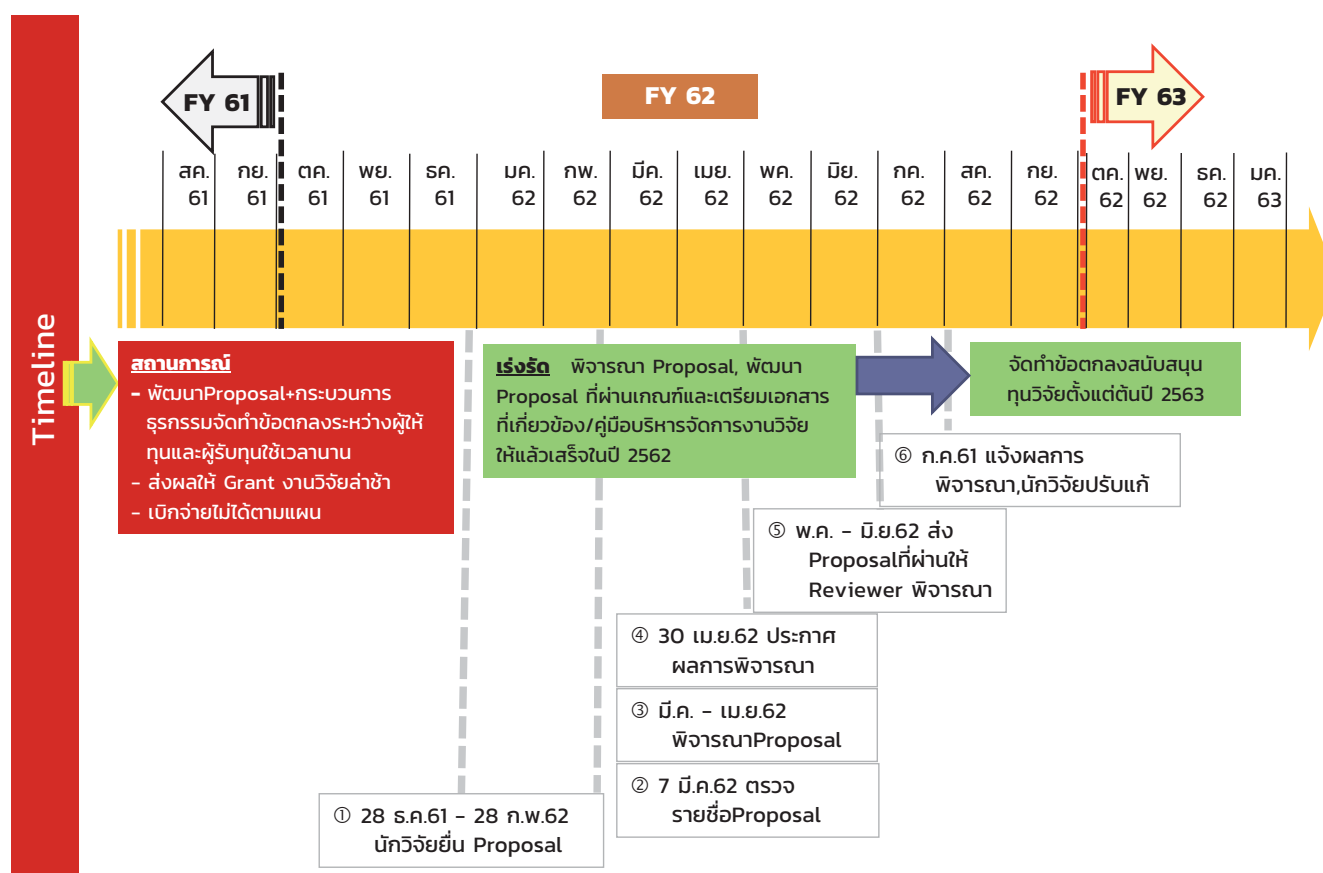 Timeline
FY 61
FY 62
FY 63
สค. กย. ตค. พย. ธค. มค. กพ. มีค. เมย. พค. มิย. กค. สค. กย. ตค. พย. ธค. มค.
61 61 61 61 61 62 62 62 62 62 62 62 62 62 62 62 62 63
สถานการณ์
- พัฒนาProposal+กระบวนการ
ธุรกรรมจัดทำข้อตกลงระหว่างผู้ให้
ทุนและผู้รับทุนใช้เวลานาน
- ส่งผลให้ Grant งานวิจัยล่าช้า
- เบิกจ่ายไม่ได้ตามแผน
เร่งรัด พิจารณา Proposal, พัฒนา
Proposal ที่ผ่านเกณฑ์และเตรียมเอกสาร
ที่เกี่ยวข้อง/คู่มือบริหารจัดการงานวิจัย
ให้แล้วเสร็จในปี 2562
จัดทำข้อตกลงสนับสนุน
ทุนวิจัยตั้งแต่ต้นปี 2563
⑥ ก.ค.61 แจ้งผลการ
พิจารณา,นักวิจัยปรับแก้
⑤ พ.ค. - มิ.ย.62 ส่ง
Proposalที่ผ่านให้
Reviewer พิจารณา
④ 30 เม.ย.62 ประกาศ
ผลการพิจารณา
③ มี.ค. - เม.ย.62
พิจารณาProposal
② 7 มี.ค.62 ตรวจ
รายชื่อProposal
① 28 ธ.ค.61 - 28 ก.พ.62
นักวิจัยยื่น Proposal